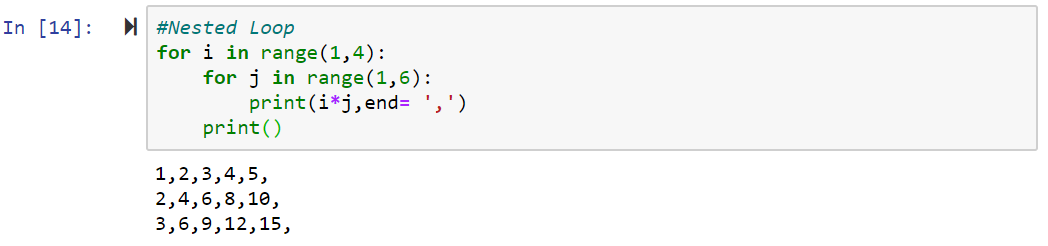 In [14]:
#Nested Loop
for i in range(1,4):
    for j in range(1,6):
        print(i*j,end= ',')
    print()
1,2,3,4,5,
2,4,6,8,10,
3,6,9,12,15,